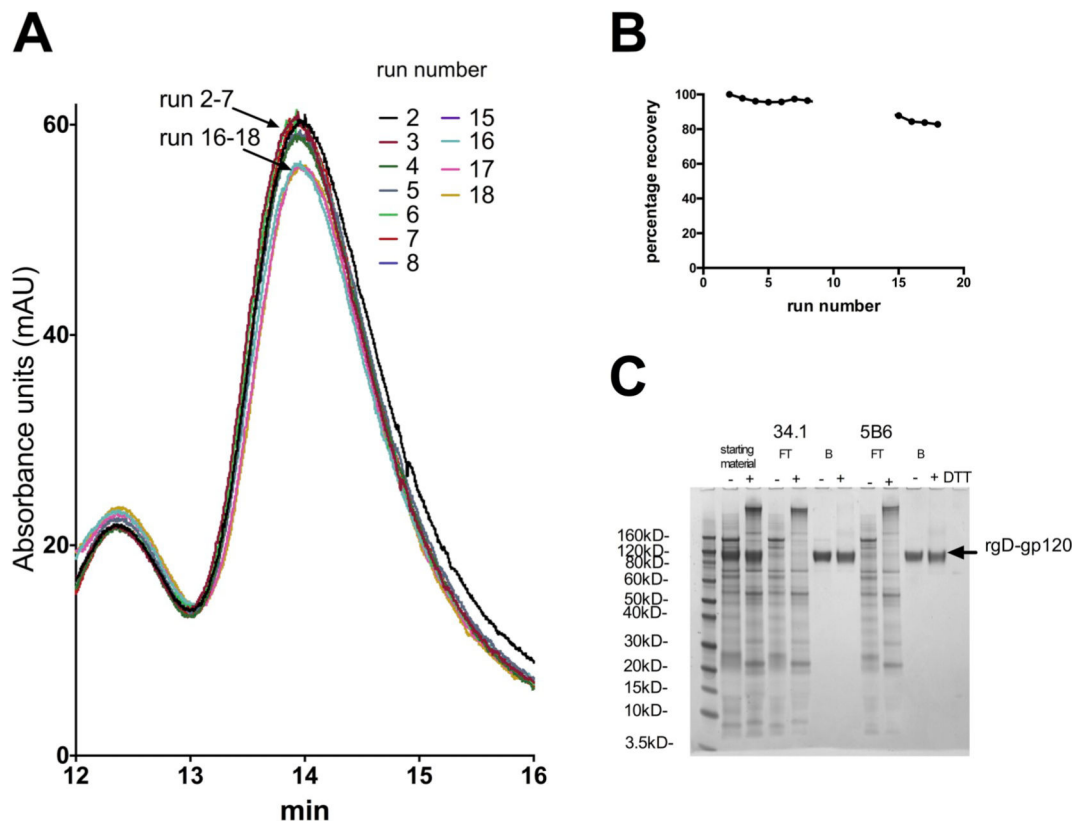 A
run number
run 2-7
run 16-18
2 15
3 16
4 17
5 18
6
7
8
60
40
20
0
Absorbance units (mAU)
12 13 14 15 16
min
B
percentage recovery
100
80
60
40
20
0
0 5 10 15 20
run number
C
34.1 5B6
starting
material
FT B FT B
- + - + - + - + - + DTT
160kD-
120kD-
80kD-
60kD-
50kD-
40kD-
30kD-
20kD-
15kD-
10kD-
3.5kD-
rgD-gp120